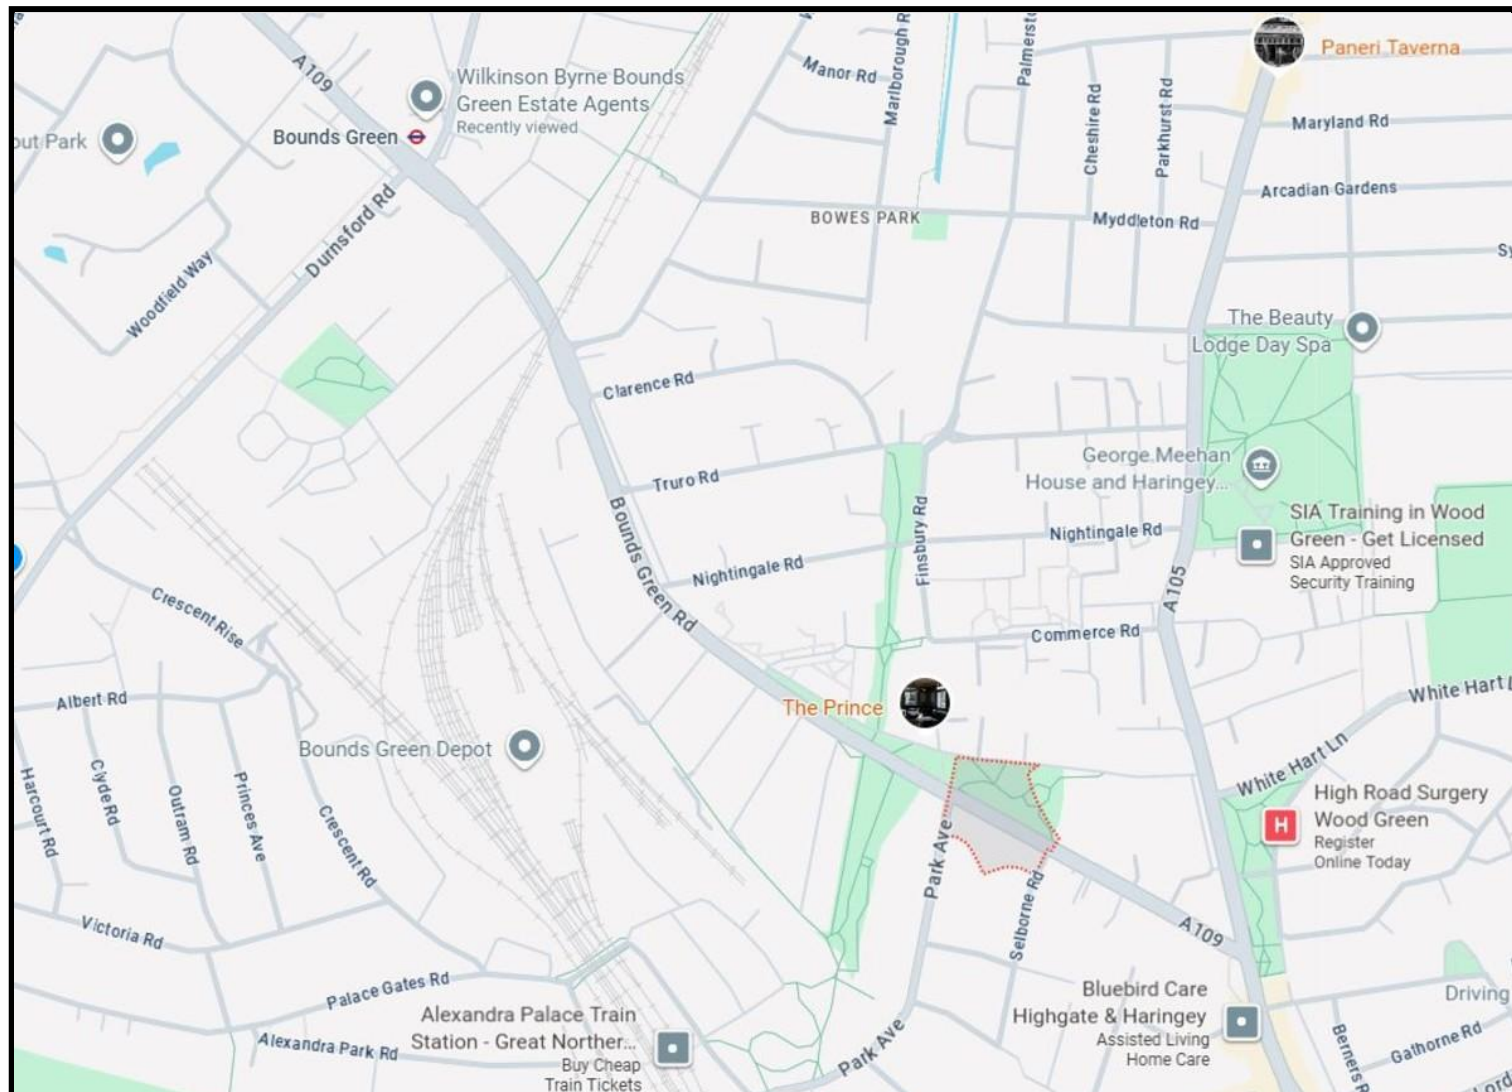 A109
Wilkinson Byrne Bounds
Green Estate Agents
Recently viewed
Bounds Green
out Park
Durnsford Rd
Woodfield Way
Manor Rd
Marlborough R
Palmerst
Cheshire Rd
Parkhurst Rd
Paneri Taverna
Maryland Rd
Arcadian Gardens
BOWES PARK
Myddleton Rd
Sy
The Beauty
Lodge Day Spa
Clarence Rd
Truro Rd
George Meehan
House and Haringey...
Bounds Green Rd
Finsbury Rd
Nightingale Rd
Nightingale Rd
SIA Training in Wood
Green - Get Licensed
SIA Approved
Security Training
A105
Commerce Rd
Crescent Rise
Albert Rd
The Prince
White Hart L
White Hart Ln
Bounds Green Depot
Harcourt Rd
Clyde Rd
Outram Rd
Princes Ave
Crescent Rd
High Road Surgery
Wood Green
Register
Online Today
H
Park Ave
Selborne Rd
A109
Victoria Rd
Palace Gates Rd
Alexandra Park Rd
Alexandra Palace Train
Station - Great Norther...
Buy Cheap
Train Tickets
Park Ave
Bluebird Care
Highgate & Haringey
Assisted Living
Home Care
Driving
Gathorne Rd
Berners R
Lord